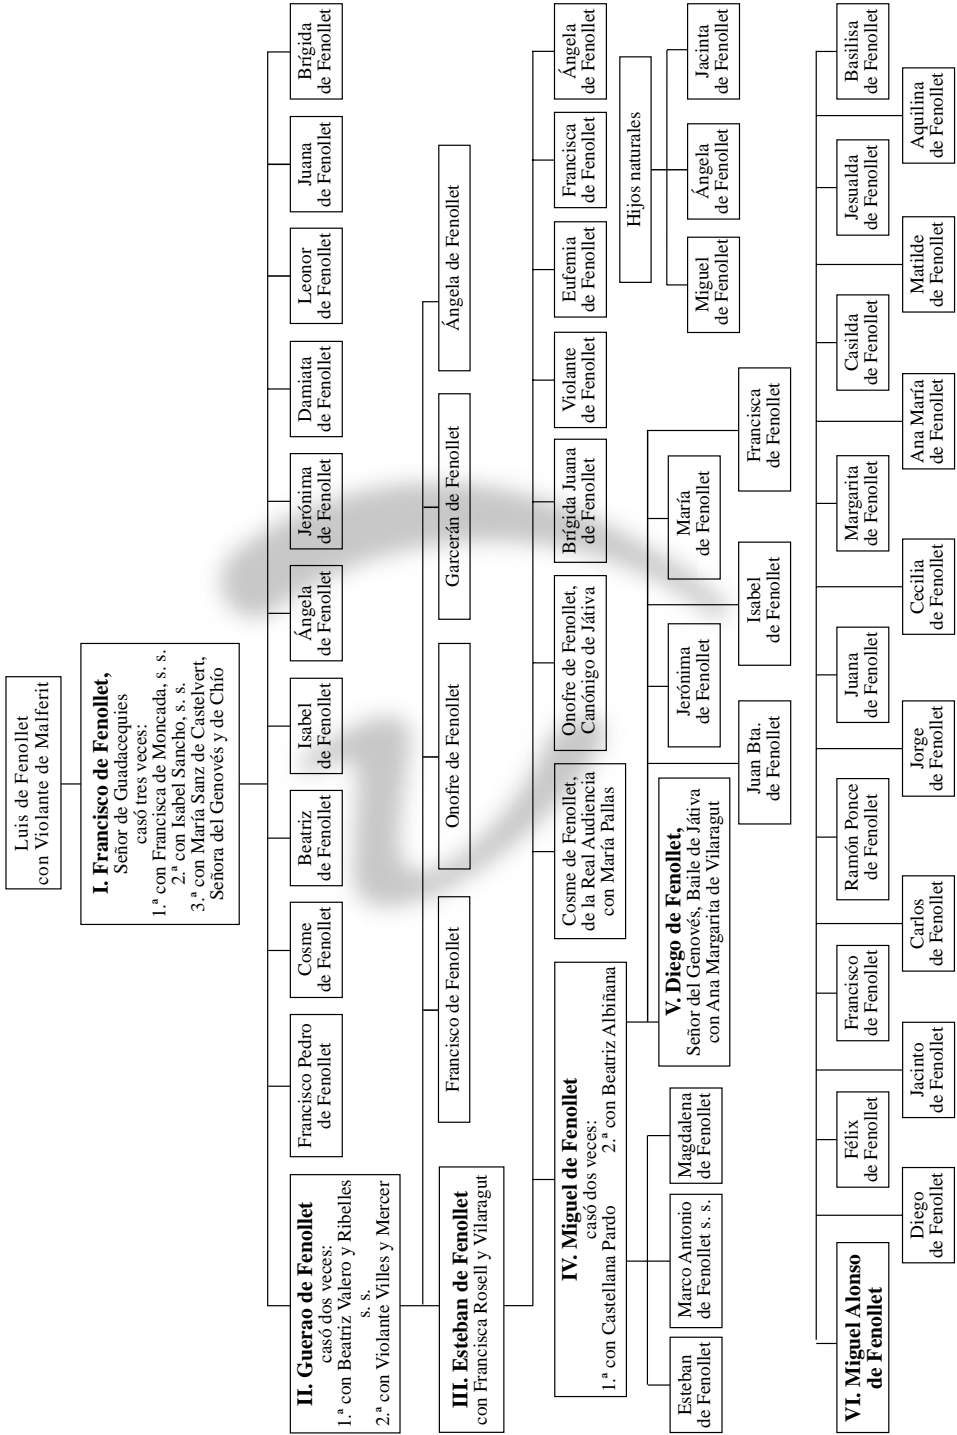 Luis de Fenollet
con Violante de Malferit
I. Francisco de Fenollet,
Señor de Guadacequies
casó tres veces:
1.ª con Francisca de Moncada, s. s.
2.ª con Isabel Sancho, s. s.
3.ª con María Sanz de Castelvert,
Señora del Genovés y de Chío
II. Guerao de Fenollet
casó dos veces:
1.ª con Beatriz Valero y Ribelles
s. s.
2.ª con Violante Villes y Mercer
Francisco Pedro
de Fenollet
Cosme
de Fenollet
Beatriz
de Fenollet
Isabel
de Fenollet
Ángela
de Fenollet
Jerónima
de Fenollet
Damiata
de Fenollet
Leonor
de Fenollet
Juana
de Fenollet
Brígida
de Fenollet
III. Esteban de Fenollet
con Francisca Rosell y Vilaragut
Francisco de Fenollet
Onofre de Fenollet
Garcerán de Fenollet
Ángela de Fenollet
IV. Miguel de Fenollet
casó dos veces:
1.ª con Castellana Pardo 2.ª con Beatriz Albiñana
Cosme de Fenollet,
de la Real Audiencia
con María Pallas
Onofre de Fenollet,
Canónigo de Játiva
Brígida Juana
de Fenollet
Violante
de Fenollet
Eufemia
de Fenollet
Francisca
de Fenollet
Ángela
de Fenollet
Hijos naturales
Miguel
de Fenollet
Ángela
de Fenollet
Jacinta
de Fenollet
Esteban
de Fenollet
Marco Antonio
de Fenollet s. s.
Magdalena
de Fenollet
V. Diego de Fenollet,
Señor del Genovés, Baile de Játiva
con Ana Margarita de Vilaragut
Juan Bta.
de Fenollet
Jerónima
de Fenollet
Isabel
de Fenollet
María
de Fenollet
Francisca
de Fenollet
VI. Miguel Alonso
de Fenollet
Diego
de Fenollet
Félix
de Fenollet
Jacinto
de Fenollet
Francisco
de Fenollet
Carlos
de Fenollet
Ramón Ponce
de Fenollet
Jorge
de Fenollet
Juana
de Fenollet
Cecilia
de Fenollet
Margarita
de Fenollet
Ana María
de Fenollet
Casilda
de Fenollet
Matilde
de Fenollet
Jesualda
de Fenollet
Aquilina
de Fenollet
Basilisa
de Fenollet